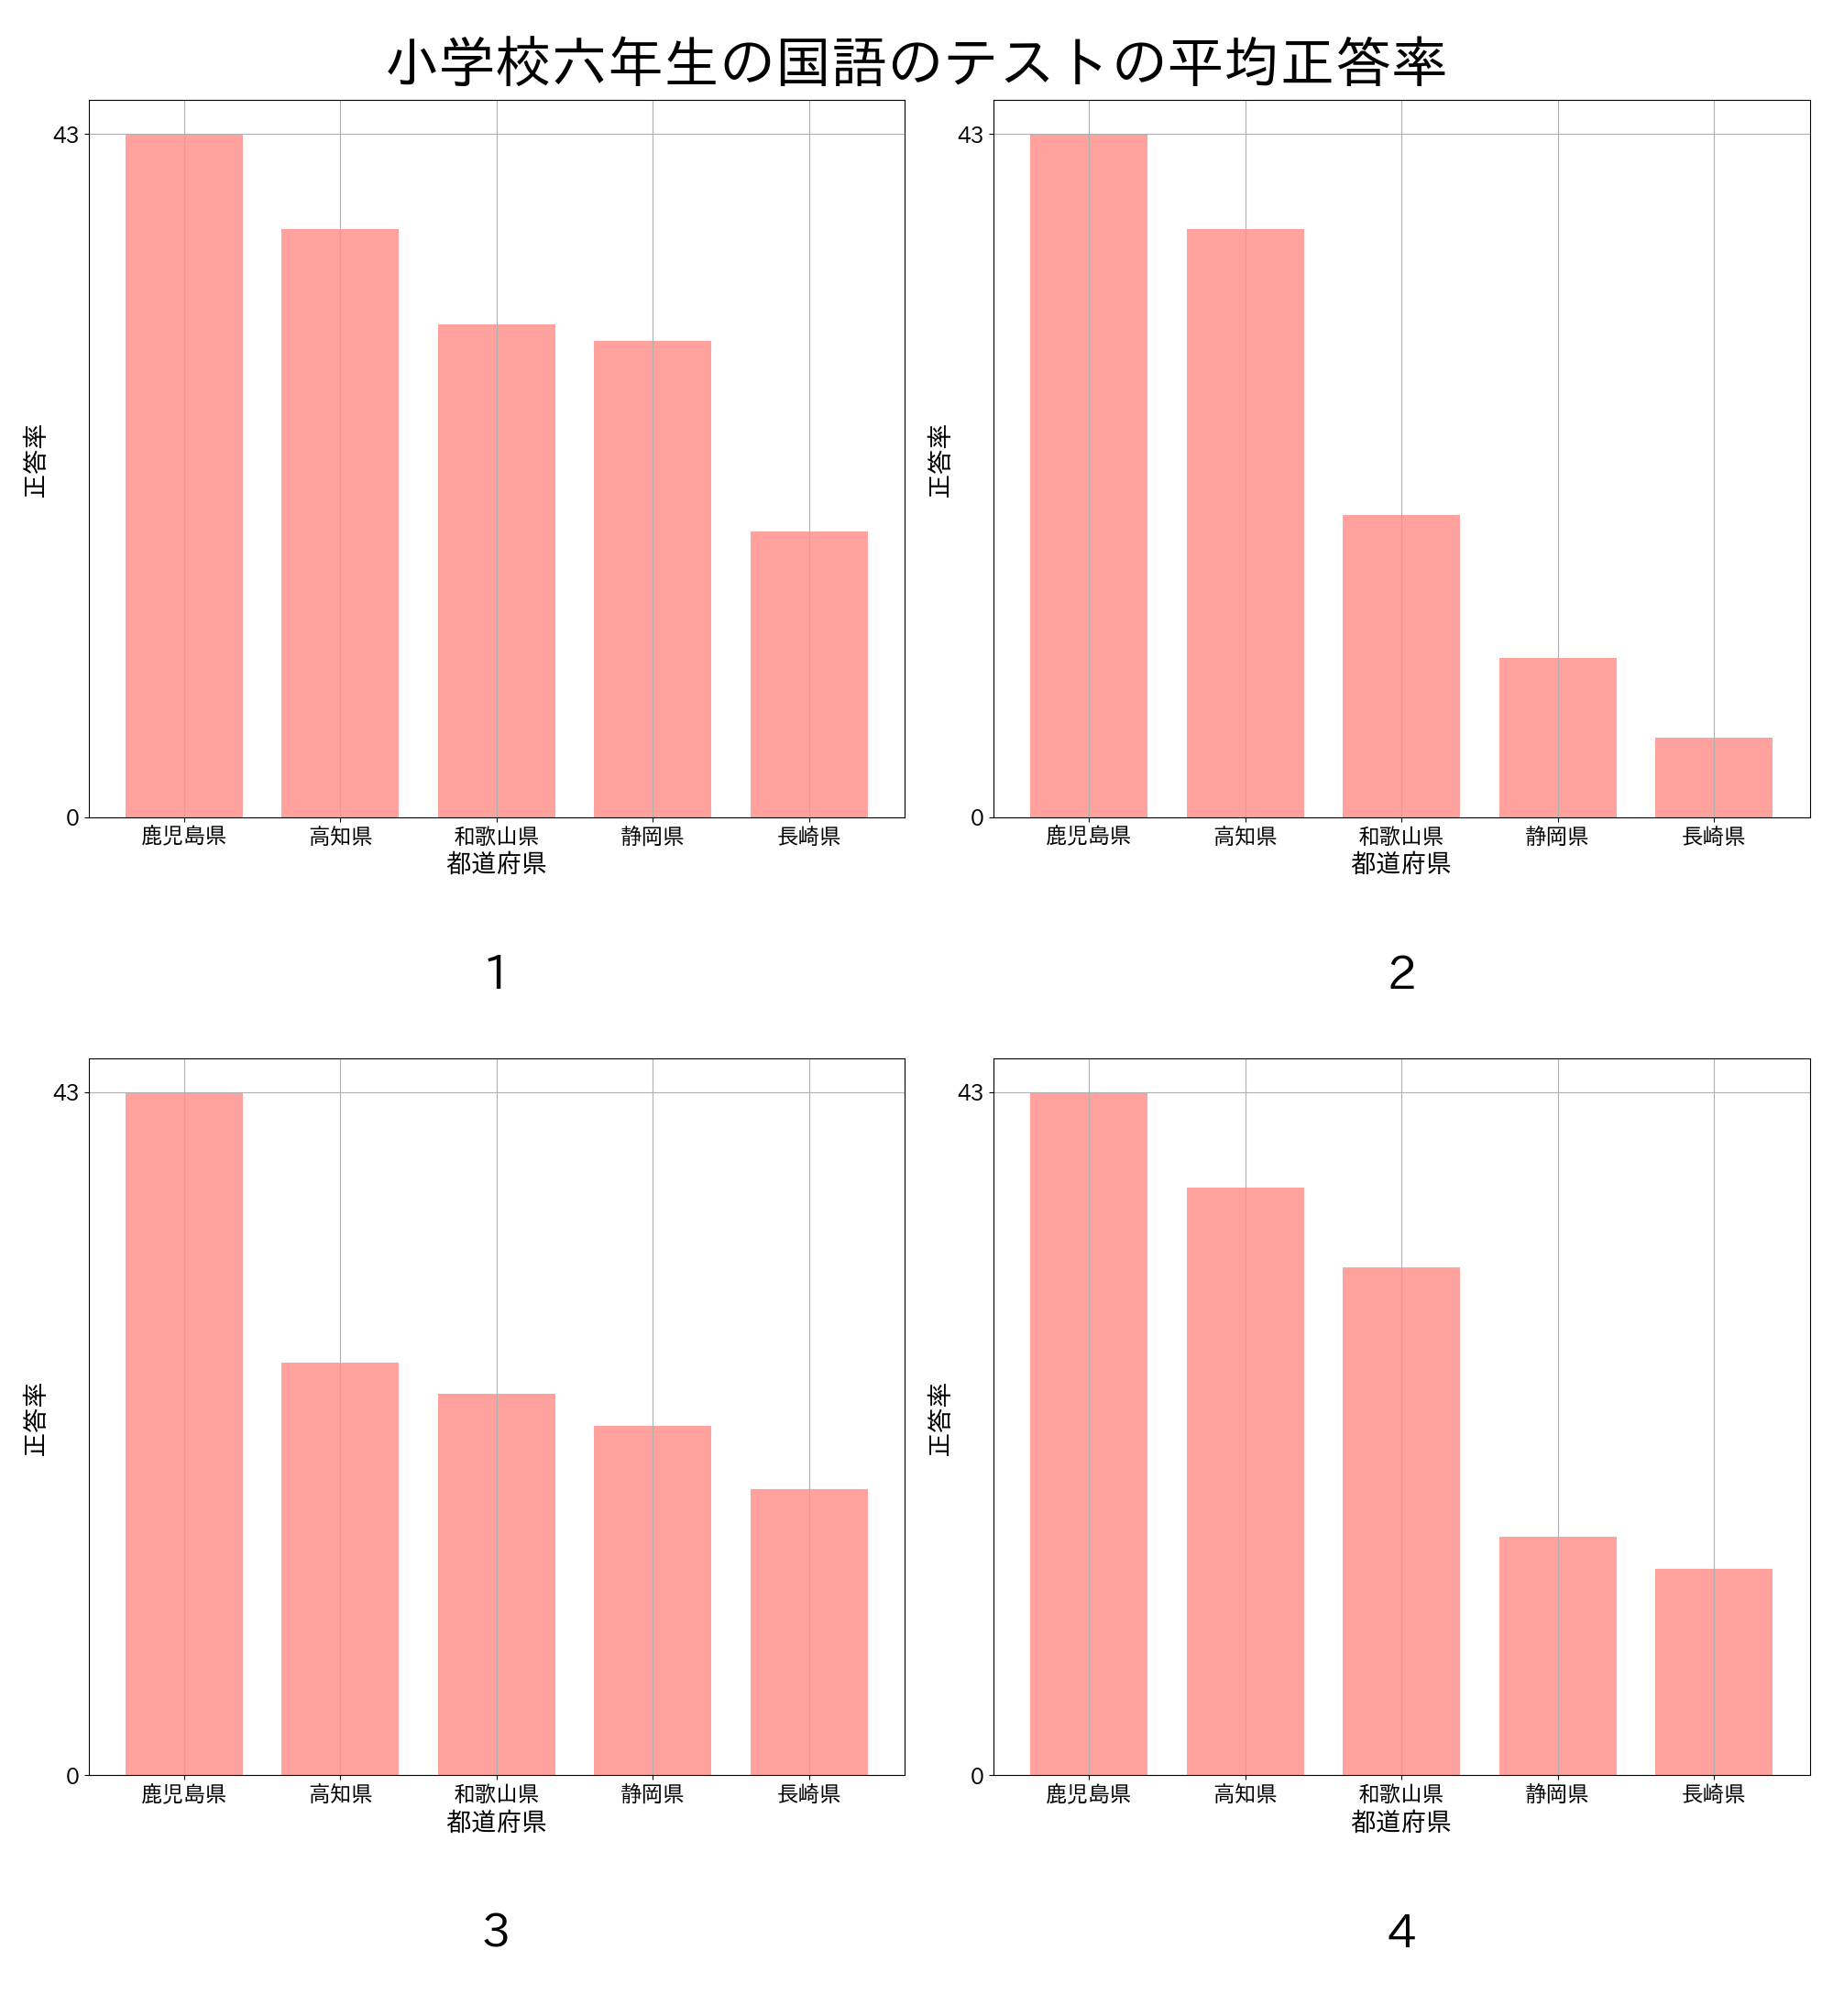 小学校六年生の国語のテストの平均正答率
43
正答率
0
鹿児島県 高知県 和歌山県 静岡県 長崎県
都道府県
1
43
正答率
0
鹿児島県 高知県 和歌山県 静岡県 長崎県
都道府県
2
43
正答率
0
鹿児島県 高知県 和歌山県 静岡県 長崎県
都道府県
3
43
正答率
0
鹿児島県 高知県 和歌山県 静岡県 長崎県
都道府県
4